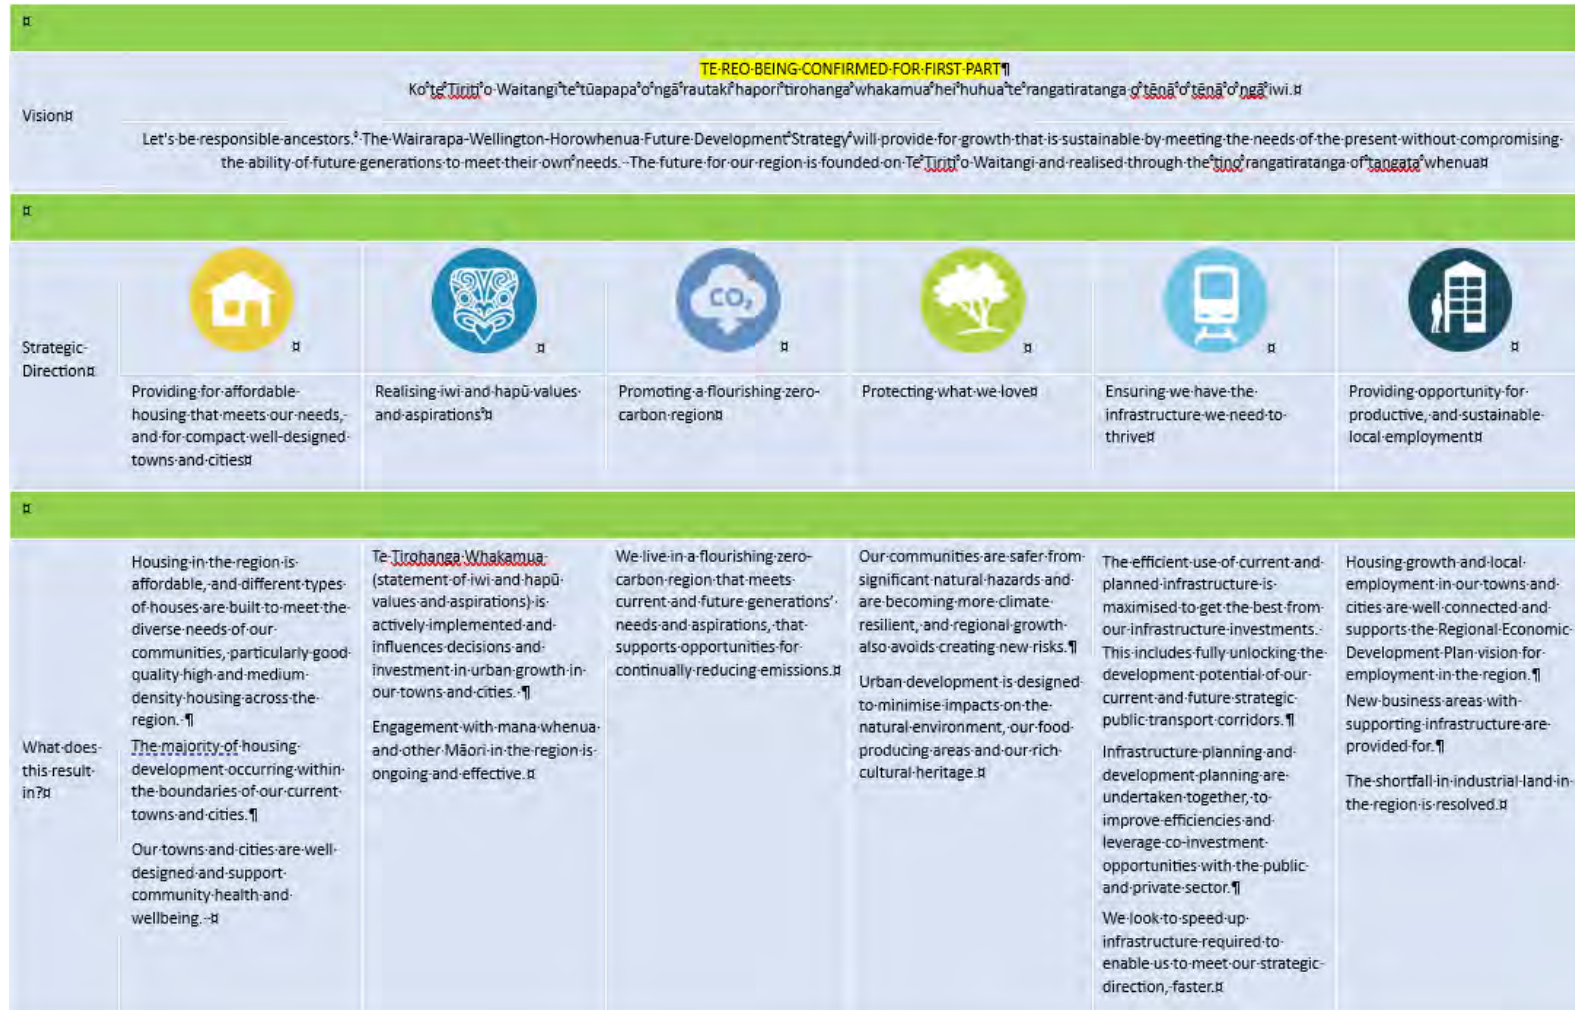 TE REO BEING CONFIRMED FOR FIRST PART
Ko te Tiriti o Waitangi te tūāpapa o ngā rautaki hapori tirohanga whakamua hei huhua te rangatiratanga o tēnā o tēnā o ngā iwi.
Vision
Let's be responsible ancestors. The Wairarapa-Wellington-Horowhenua Future Development Strategy will provide for growth that is sustainable by meeting the needs of the present without compromising
the ability of future generations to meet their own needs. The future for our region is founded on Te Tiriti o Waitangi and realised through the tino rangatiratanga of tangata whenua
Strategic
Direction
CO₂
Providing for affordable
housing that meets our needs,
and for compact well-designed
towns and cities
Realising iwi and hapū values
and aspirations
Promoting a flourishing zero-
carbon region
Protecting what we love
Ensuring we have the
infrastructure we need to
thrive
Providing opportunity for
productive, and sustainable
local employment
What does
this result
in?
Housing in the region is
affordable, and different types
of houses are built to meet the
diverse needs of our
communities, particularly good
quality high and medium
density housing across the
region.
The majority of housing
development occurring within
the boundaries of our current
towns and cities.
Our towns and cities are well-
designed and support
community health and
wellbeing.
Te Tirohanga Whakamua
(statement of iwi and hapū
values and aspirations) is
actively implemented and
influences decisions and
investment in urban growth in
our towns and cities.
Engagement with mana whenua
and other Māori in the region is
ongoing and effective.
We live in a flourishing zero-
carbon region that meets
current and future generations'
needs and aspirations, that
supports opportunities for
continually reducing emissions.
Our communities are safer from
significant natural hazards and
are becoming more climate
resilient, and regional growth
also avoids creating new risks.
Urban development is designed
to minimise impacts on the
natural environment, our food
producing areas and our rich
cultural heritage.
The efficient use of current and
planned infrastructure is
maximised to get the best from
our infrastructure investments.
This includes fully unlocking the
development potential of our
current and future strategic
public transport corridors.
Infrastructure planning and
development planning are
undertaken together, to
improve efficiencies and
leverage co-investment
opportunities with the public
and private sector.
We look to speed up
infrastructure required to
enable us to meet our strategic
direction, faster.
Housing growth and local
employment in our towns and
cities are well connected and
supports the Regional Economic
Development Plan vision for
employment in the region.
New business areas with
supporting infrastructure are
provided for.
The shortfall in industrial land in
the region is resolved.